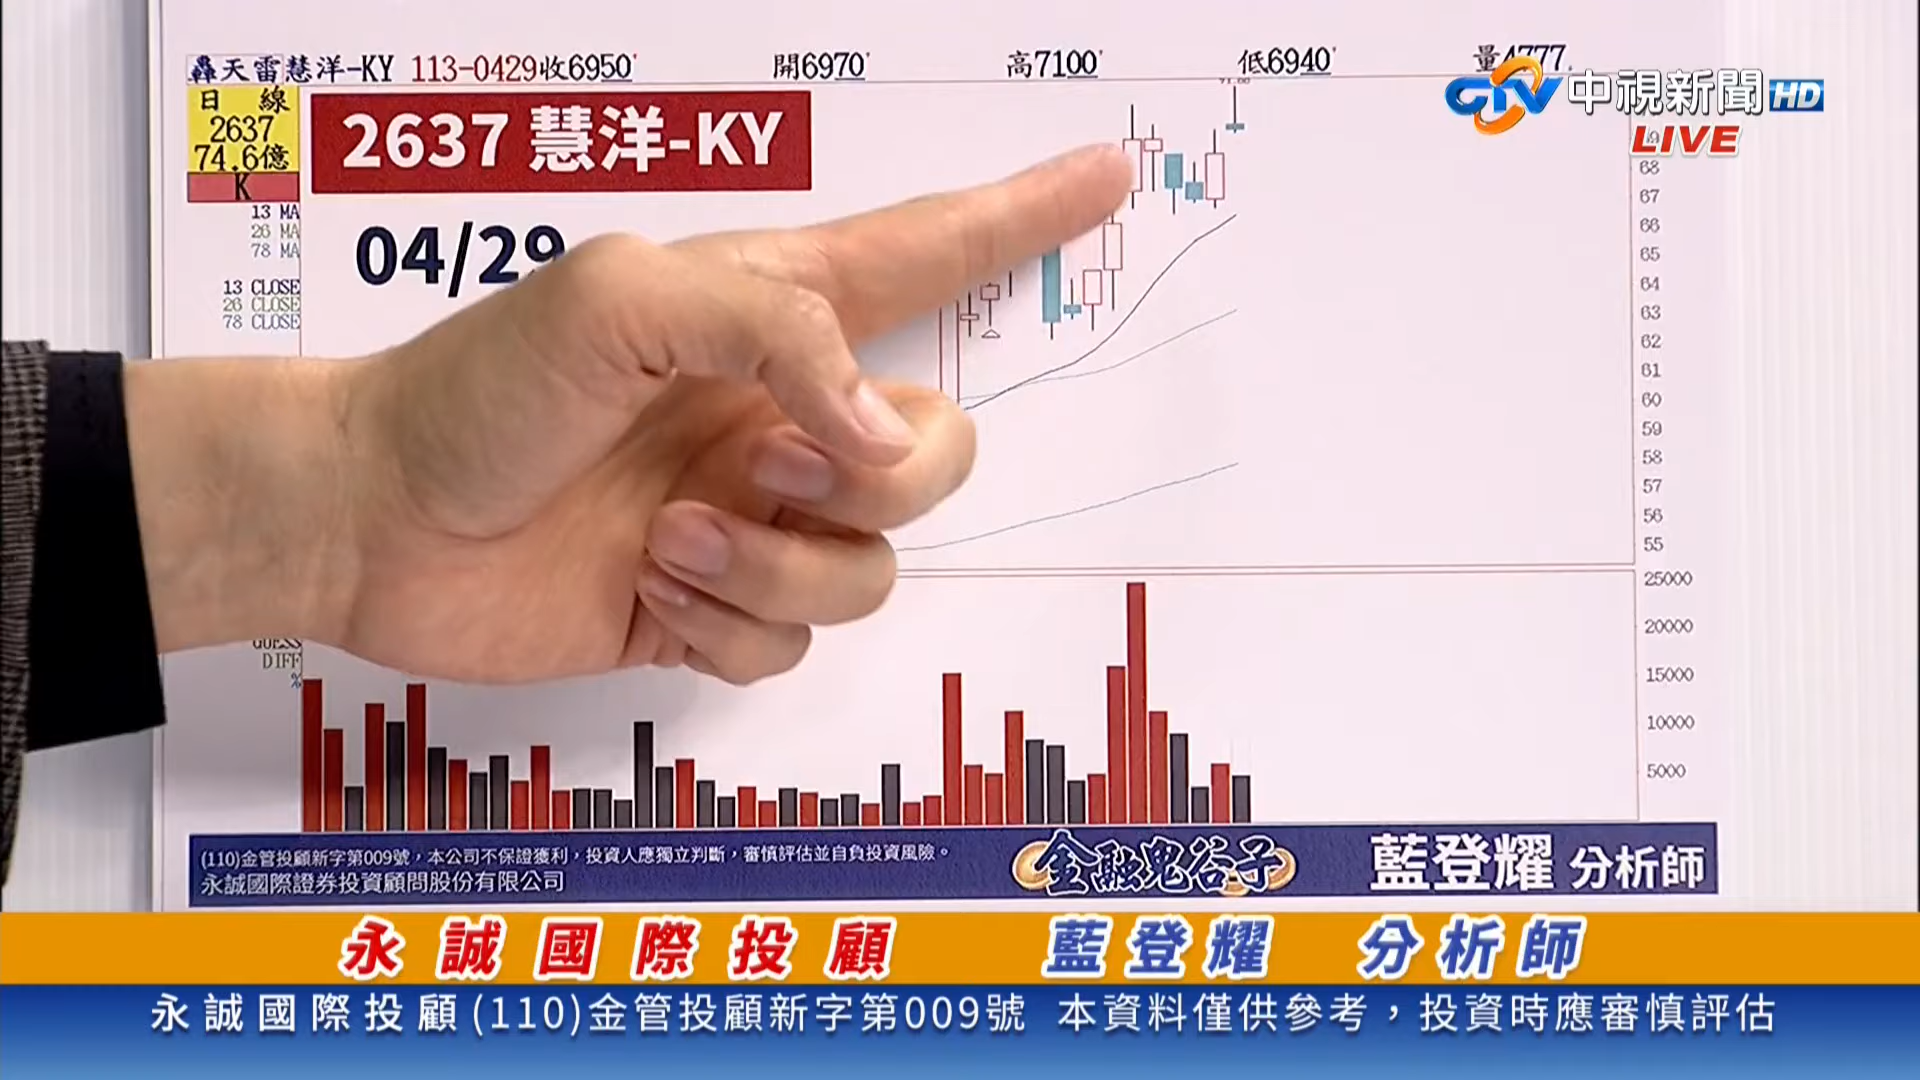 轟天雷慧洋-KY 113-0429收6950' 開6970' 高7100' 低6940' 量4777
CTV 中視新聞 HD
LIVE
日 線
2637
74.6億
K
2637 慧洋-KY
04/29
13 MA
26 MA
78 MA
13 CLOSE
26 CLOSE
78 CLOSE
68
67
66
65
64
63
62
61
60
59
58
57
56
55
25000
20000
15000
10000
5000
DIFF
%
(110)金管投顧新字第009號，本公司不保證獲利，投資人應獨立判斷，審慎評估並自負投資風險。
永誠國際證券投資顧問股份有限公司
金融鬼谷子
藍登耀 分析師
永誠國際投顧 藍登耀 分析師
永誠國際投顧(110)金管投顧新字第009號 本資料僅供參考，投資時應審慎評估